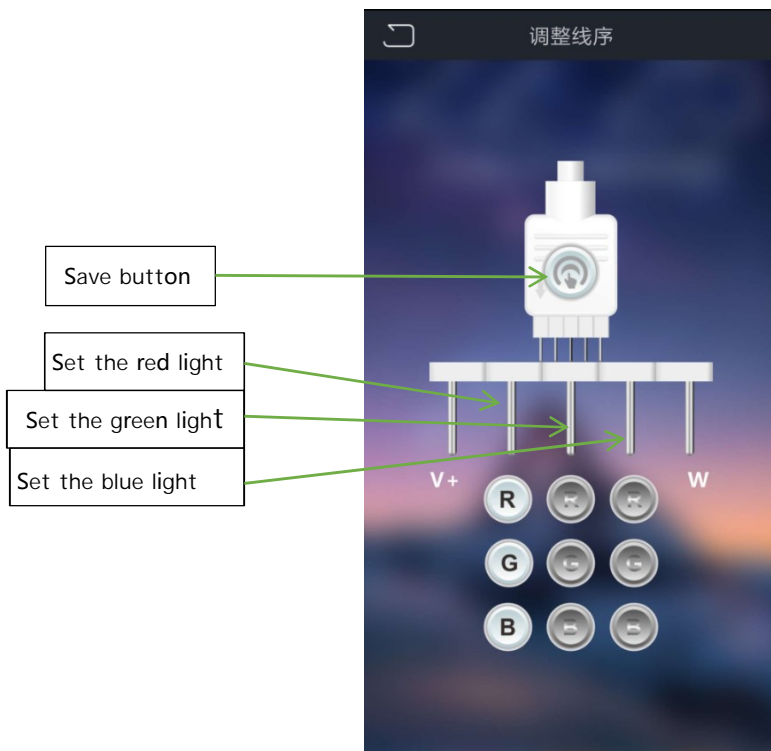 调整线序
Save button
Set the red light
Set the green light
Set the blue light
V+ W
R R R
G G G
B B B